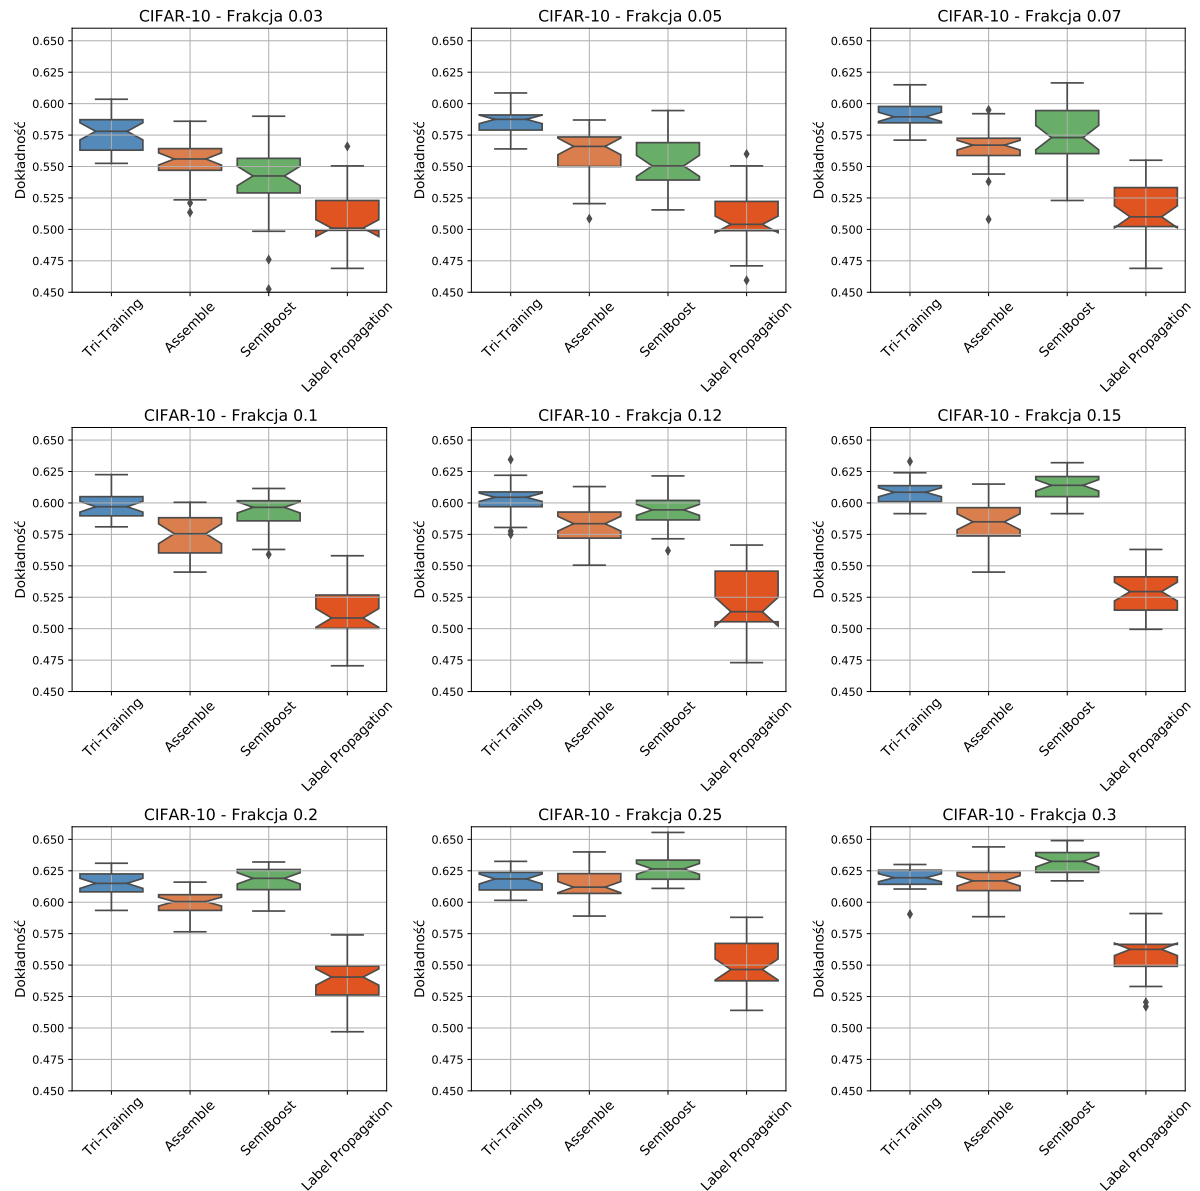 CIFAR-10 - Frakcja 0.03
0.650
0.625
0.600
0.575
0.550
0.525
0.500
0.475
0.450
Dokładność
Tri-Training
Assemble
SemiBoost
Label Propagation
CIFAR-10 - Frakcja 0.05
0.650
0.625
0.600
0.575
0.550
0.525
0.500
0.475
0.450
Dokładność
Tri-Training
Assemble
SemiBoost
Label Propagation
CIFAR-10 - Frakcja 0.07
0.650
0.625
0.600
0.575
0.550
0.525
0.500
0.475
0.450
Dokładność
Tri-Training
Assemble
SemiBoost
Label Propagation
CIFAR-10 - Frakcja 0.1
0.650
0.625
0.600
0.575
0.550
0.525
0.500
0.475
0.450
Dokładność
Tri-Training
Assemble
SemiBoost
Label Propagation
CIFAR-10 - Frakcja 0.12
0.650
0.625
0.600
0.575
0.550
0.525
0.500
0.475
0.450
Dokładność
Tri-Training
Assemble
SemiBoost
Label Propagation
CIFAR-10 - Frakcja 0.15
0.650
0.625
0.600
0.575
0.550
0.525
0.500
0.475
0.450
Dokładność
Tri-Training
Assemble
SemiBoost
Label Propagation
CIFAR-10 - Frakcja 0.2
0.650
0.625
0.600
0.575
0.550
0.525
0.500
0.475
0.450
Dokładność
Tri-Training
Assemble
SemiBoost
Label Propagation
CIFAR-10 - Frakcja 0.25
0.650
0.625
0.600
0.575
0.550
0.525
0.500
0.475
0.450
Dokładność
Tri-Training
Assemble
SemiBoost
Label Propagation
CIFAR-10 - Frakcja 0.3
0.650
0.625
0.600
0.575
0.550
0.525
0.500
0.475
0.450
Dokładność
Tri-Training
Assemble
SemiBoost
Label Propagation